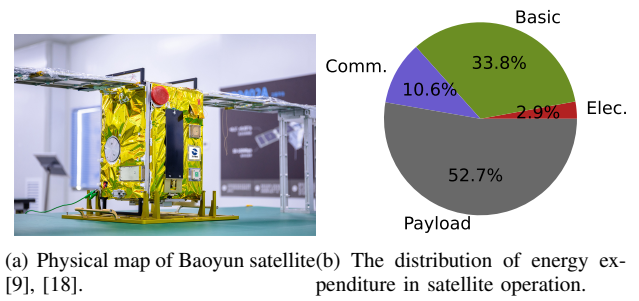 Basic
33.8%
Comm.
10.6%
2.9%
Elec.
52.7%
Payload
(a) Physical map of Baoyun satellite
[9], [18].
(b) The distribution of energy ex-
penditure in satellite operation.